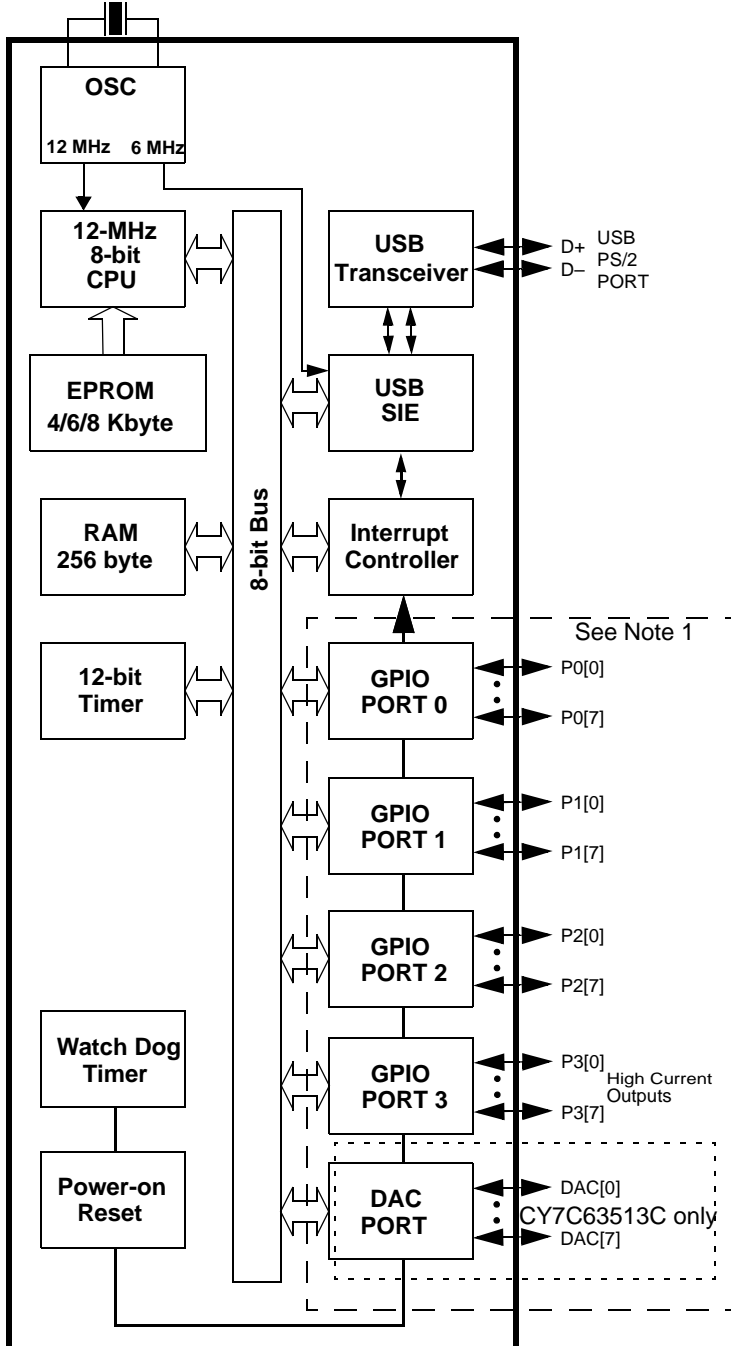 OSC
12 MHz 6 MHz
12-MHz
8-bit
CPU
USB
Transceiver
D+ USB
PS/2
D– PORT
EPROM
4/6/8 Kbyte
USB
SIE
8-bit Bus
RAM
256 byte
Interrupt
Controller
See Note 1
12-bit
Timer
GPIO
PORT 0
P0[0]
P0[7]
GPIO
PORT 1
P1[0]
P1[7]
GPIO
PORT 2
P2[0]
P2[7]
Watch Dog
Timer
GPIO
PORT 3
P3[0]
High Current
Outputs
P3[7]
Power-on
Reset
DAC
PORT
DAC[0]
CY7C63513C only
DAC[7]